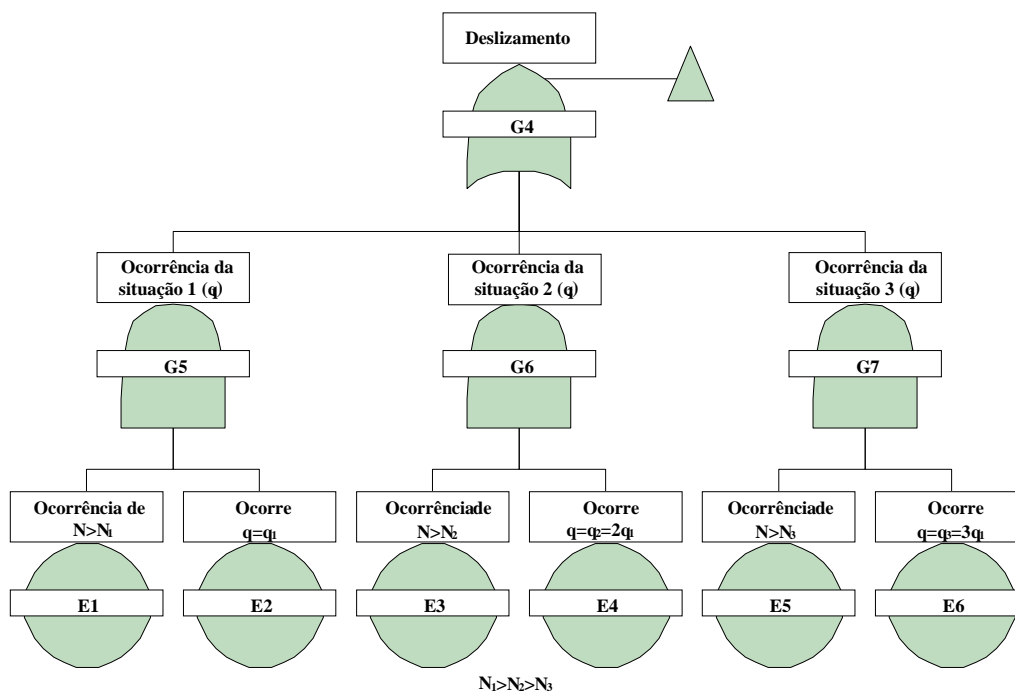 Deslizamento
G4
Ocorrência da
situação 1 (q)
Ocorrência da
situação 2 (q)
Ocorrência da
situação 3 (q)
G5
G6
G7
Ocorrência de
N>N₁
Ocorre
q=q₁
Ocorrênciade
N>N₂
Ocorre
q=q₂=2q₁
Ocorrênciade
N>N₃
Ocorre
q=q₃=3q₁
E1
E2
E3
E4
E5
E6
N₁>N₂>N₃